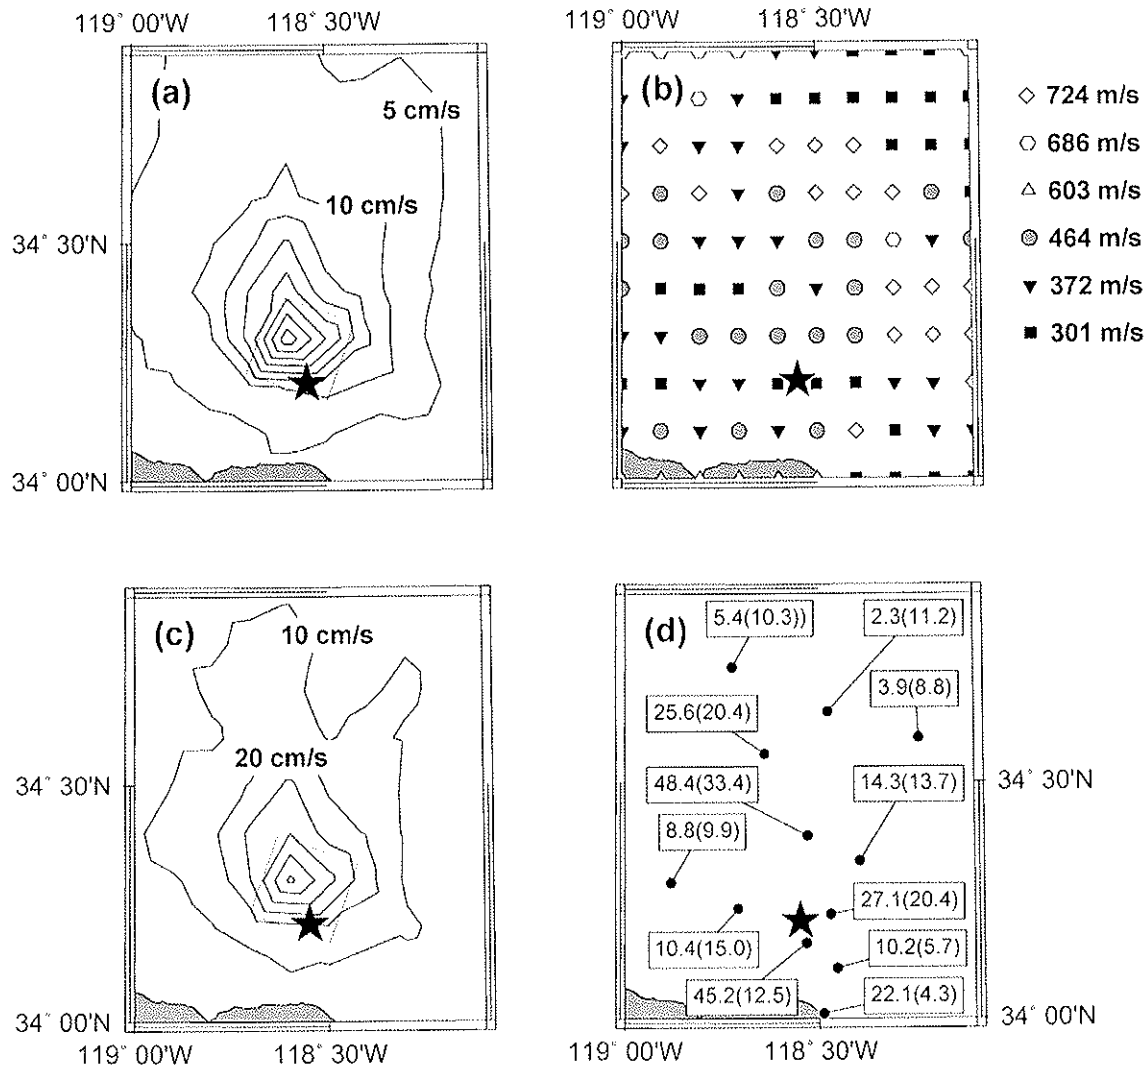 119° 00'W 118° 30'W
119° 00'W 118° 30'W
(a)
5 cm/s
10 cm/s
34° 30'N
34° 00'N
(b)
724 m/s
686 m/s
603 m/s
464 m/s
372 m/s
301 m/s
(c)
10 cm/s
20 cm/s
34° 30'N
34° 00'N
119° 00'W 118° 30'W
(d)
5.4(10.3))
2.3(11.2)
3.9(8.8)
25.6(20.4)
48.4(33.4)
14.3(13.7)
8.8(9.9)
27.1(20.4)
10.4(15.0)
10.2(5.7)
45.2(12.5)
22.1(4.3)
34° 30'N
34° 00'N
119° 00'W 118° 30'W